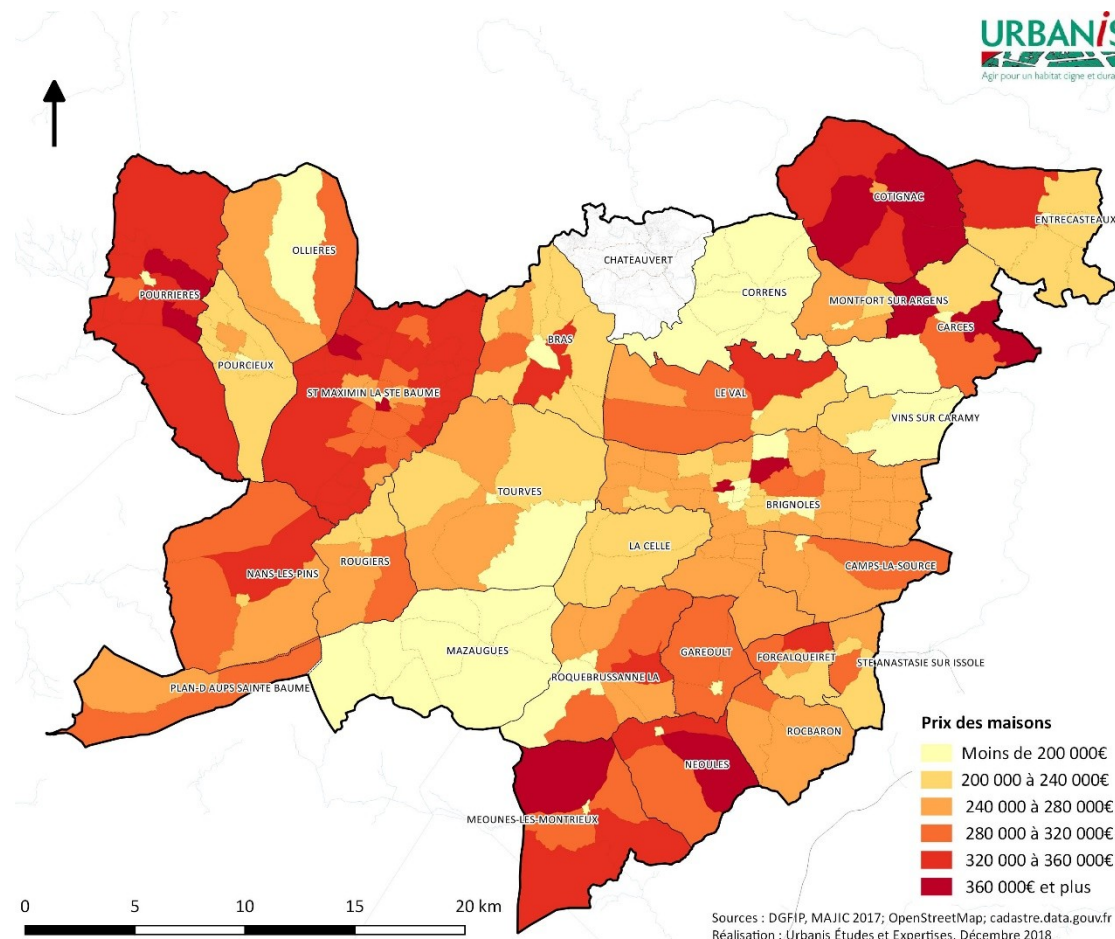 URBANiS
Agir pour un habitat digne et dura
COTIGNAC
ENTRECASTEAUX
OLLIERES
CHATEAUVERT
CORRENS
POURRIERES
MONTFORT SUR ARGENS
CARCES
BRAS
POURCIEUX
ST MAXIMIN LA STE BAUME
LE VAL
VINS SUR CARAMY
TOURVES
BRIGNOLES
LA CELLE
ROUGIERS
NANS-LES-PINS
CAMPS-LA-SOURCE
MAZAUGUES
GAREOULT
FORCALQUEIRET
STE ANASTASIE SUR ISSOLE
ROQUEBRUSSANNE LA
PLAN-D AUPS SAINTE BAUME
ROCBARON
NEOULES
MEOUNES-LES-MONTRIEUX
Prix des maisons
Moins de 200 000€
200 000 à 240 000€
240 000 à 280 000€
280 000 à 320 000€
320 000 à 360 000€
360 000€ et plus
0 5 10 15 20 km
Sources : DGFIP, MAJIC 2017; OpenStreetMap; cadastre.data.gouv.fr
Réalisation : Urbanis Études et Expertises, Décembre 2018